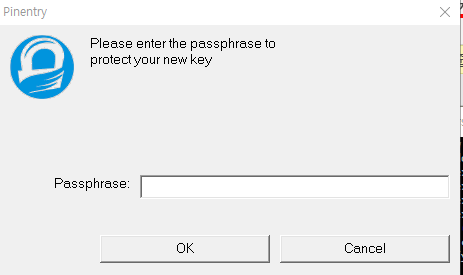 Pinentry
Please enter the passphrase to
protect your new key
Passphrase:
OK
Cancel